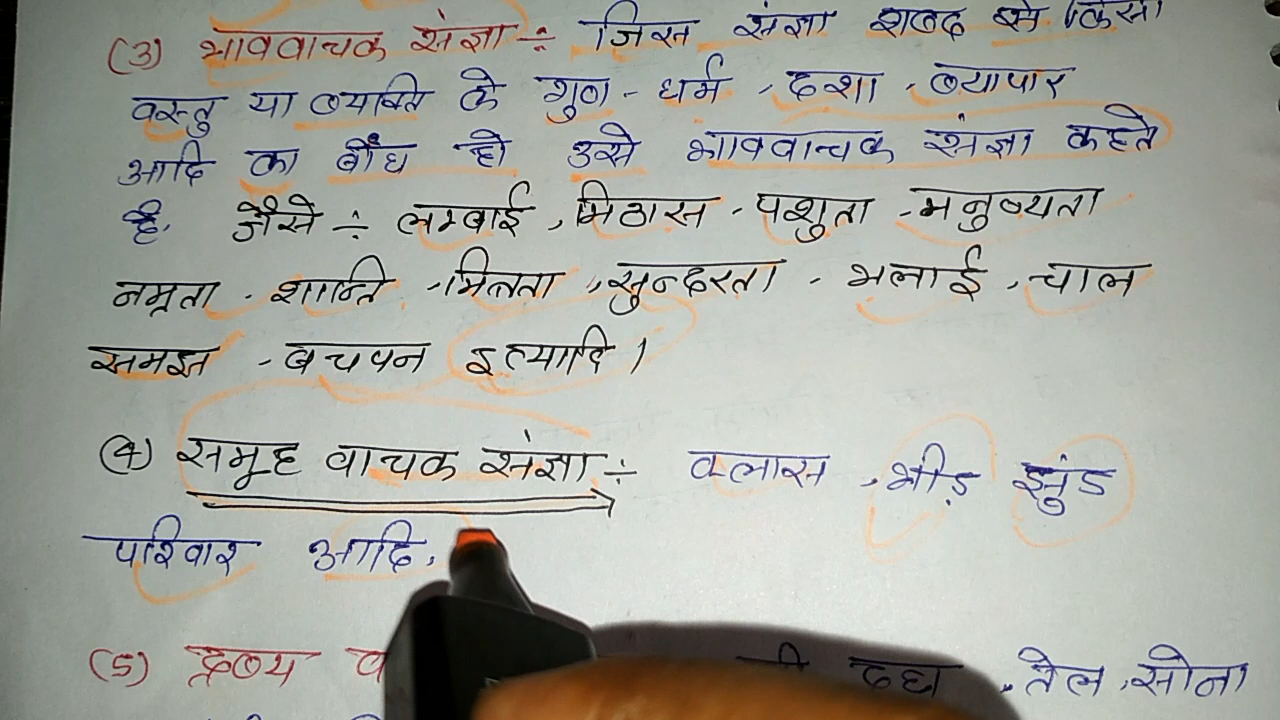 (3) भाववाचक संज्ञा ÷ जिस संज्ञा शब्द से किसी
वस्तु या व्यक्ति के गुण - धर्म , दशा , व्यापार
आदि का बोध हो उसे भाववाचक संज्ञा कहते
है. जैसे ÷ लम्बाई , मिठास , पशुता , मनुष्यता
नम्रता , शान्ति , मित्रता , सुन्दरता , भलाई , चाल
समझ , बचपन इत्यादि ।
(4) समूह वाचक संज्ञा ÷ क्लास , भीड़ झुंड
परिवार आदि .
(5) द्रव्य , तेल , सोना